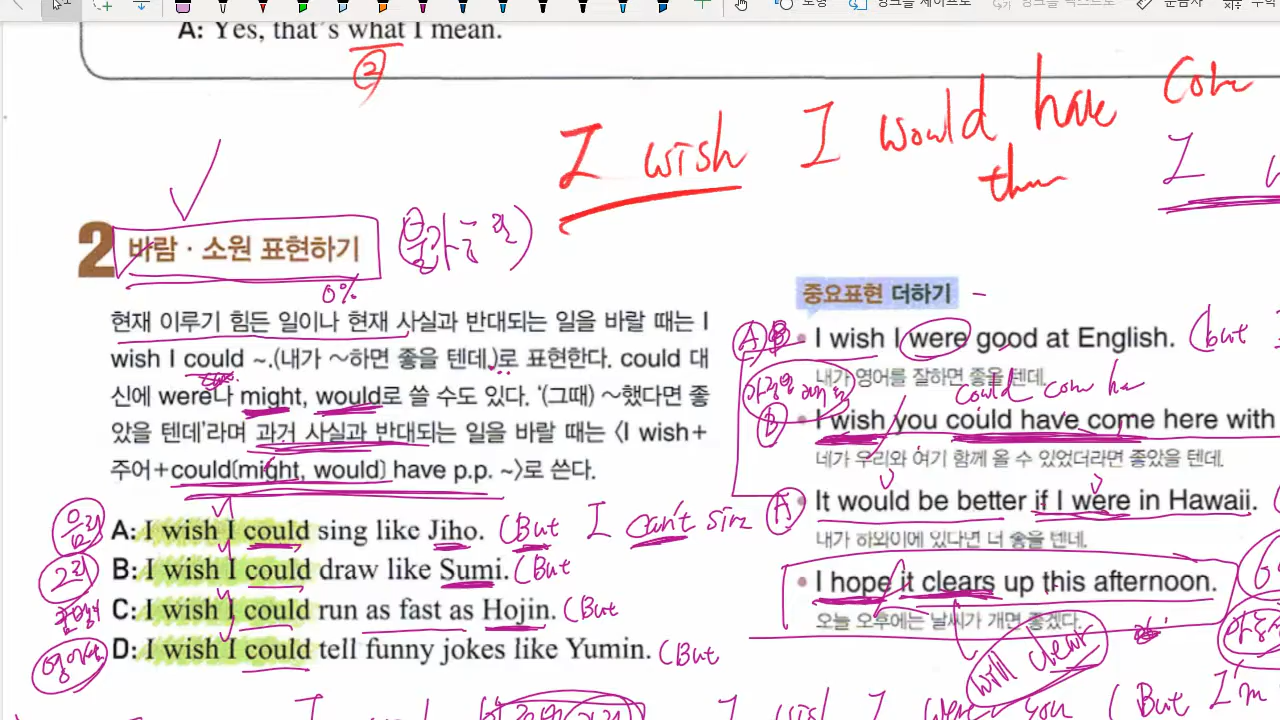 A: Yes, that's what I mean.
②
I wish I would have
2 바람·소원 표현하기
0%
현재 이루기 힘든 일이나 현재 사실과 반대되는 일을 바랄 때는 I
wish I could ~.(내가 ~하면 좋을 텐데.)로 표현한다. could 대
신에 were나 might, would로 쓸 수도 있다. '(그때) ~했다면 좋
았을 텐데'라며 과거 사실과 반대되는 일을 바랄 때는 〈I wish+
주어+could[might, would] have p.p. ~〉로 쓴다.
A: I wish I could sing like Jiho. (But I can't sing
B: I wish I could draw like Sumi. (But
C: I wish I could run as fast as Hojin. (But
D: I wish I could tell funny jokes like Yumin. (But
중요표현 더하기
A B • I wish I were good at English. (but
내가 영어를 잘하면 좋을 텐데.
could come
B • I wish you could have come here with
네가 우리와 여기 함께 올 수 있었더라면 좋았을 텐데.
A • It would be better if I were in Hawaii.
내가 하와이에 있다면 더 좋을 텐데.
• I hope it clears up this afternoon.
오늘 오후에는 날씨가 개면 좋겠다.
will clear
I wish I were you (But I'm